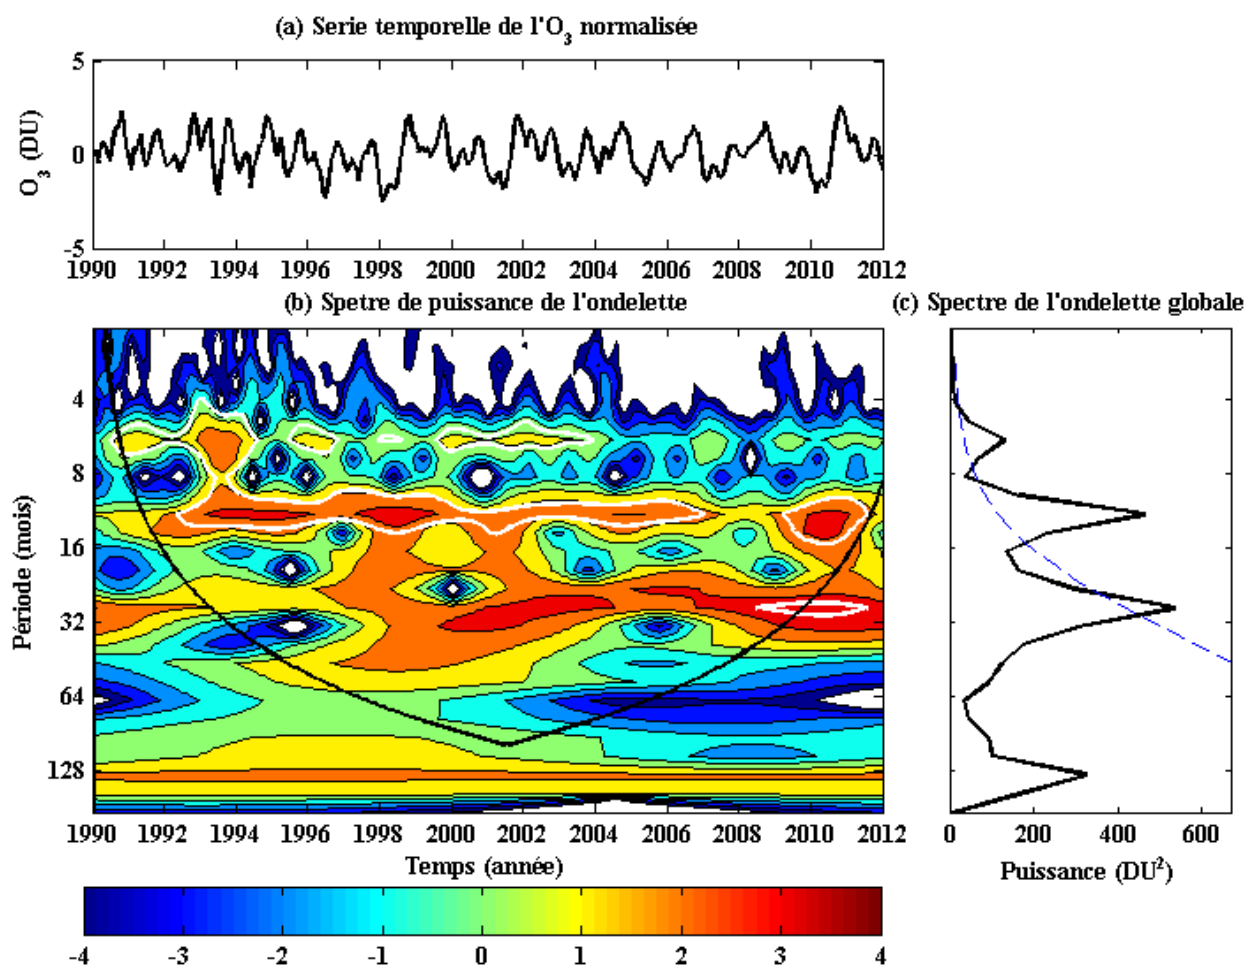 (a) Serie temporelle de l'O3 normalisée
5
0
-5
O3 (DU)
1990 1992 1994 1996 1998 2000 2002 2004 2006 2008 2010 2012
(b) Spetre de puissance de l'ondelette
(c) Spectre de l'ondelette globale
4
8
16
32
64
128
Période (mois)
1990 1992 1994 1996 1998 2000 2002 2004 2006 2008 2010 2012
Temps (année)
0 200 400 600
Puissance (DU²)
-4 -3 -2 -1 0 1 2 3 4